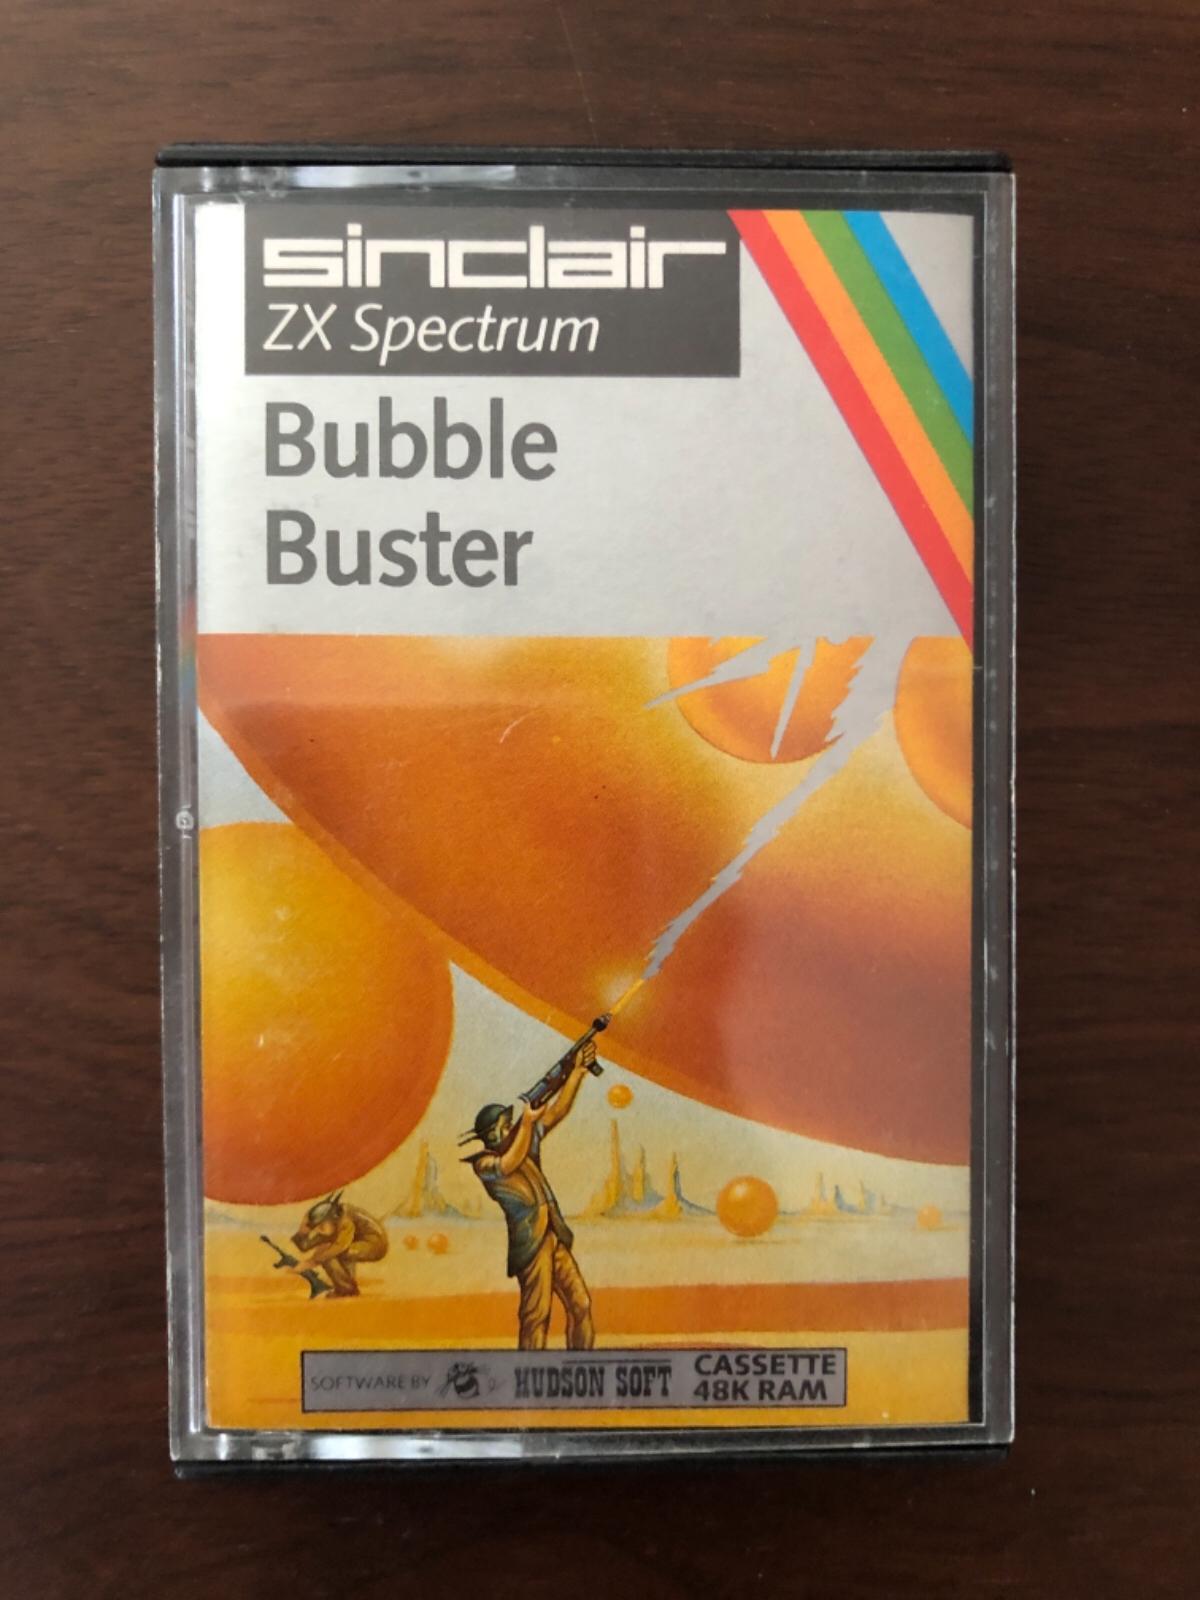 sinclair
ZX Spectrum
Bubble
Buster
SOFTWARE BY HUDSON SOFT
CASSETTE
48K RAM